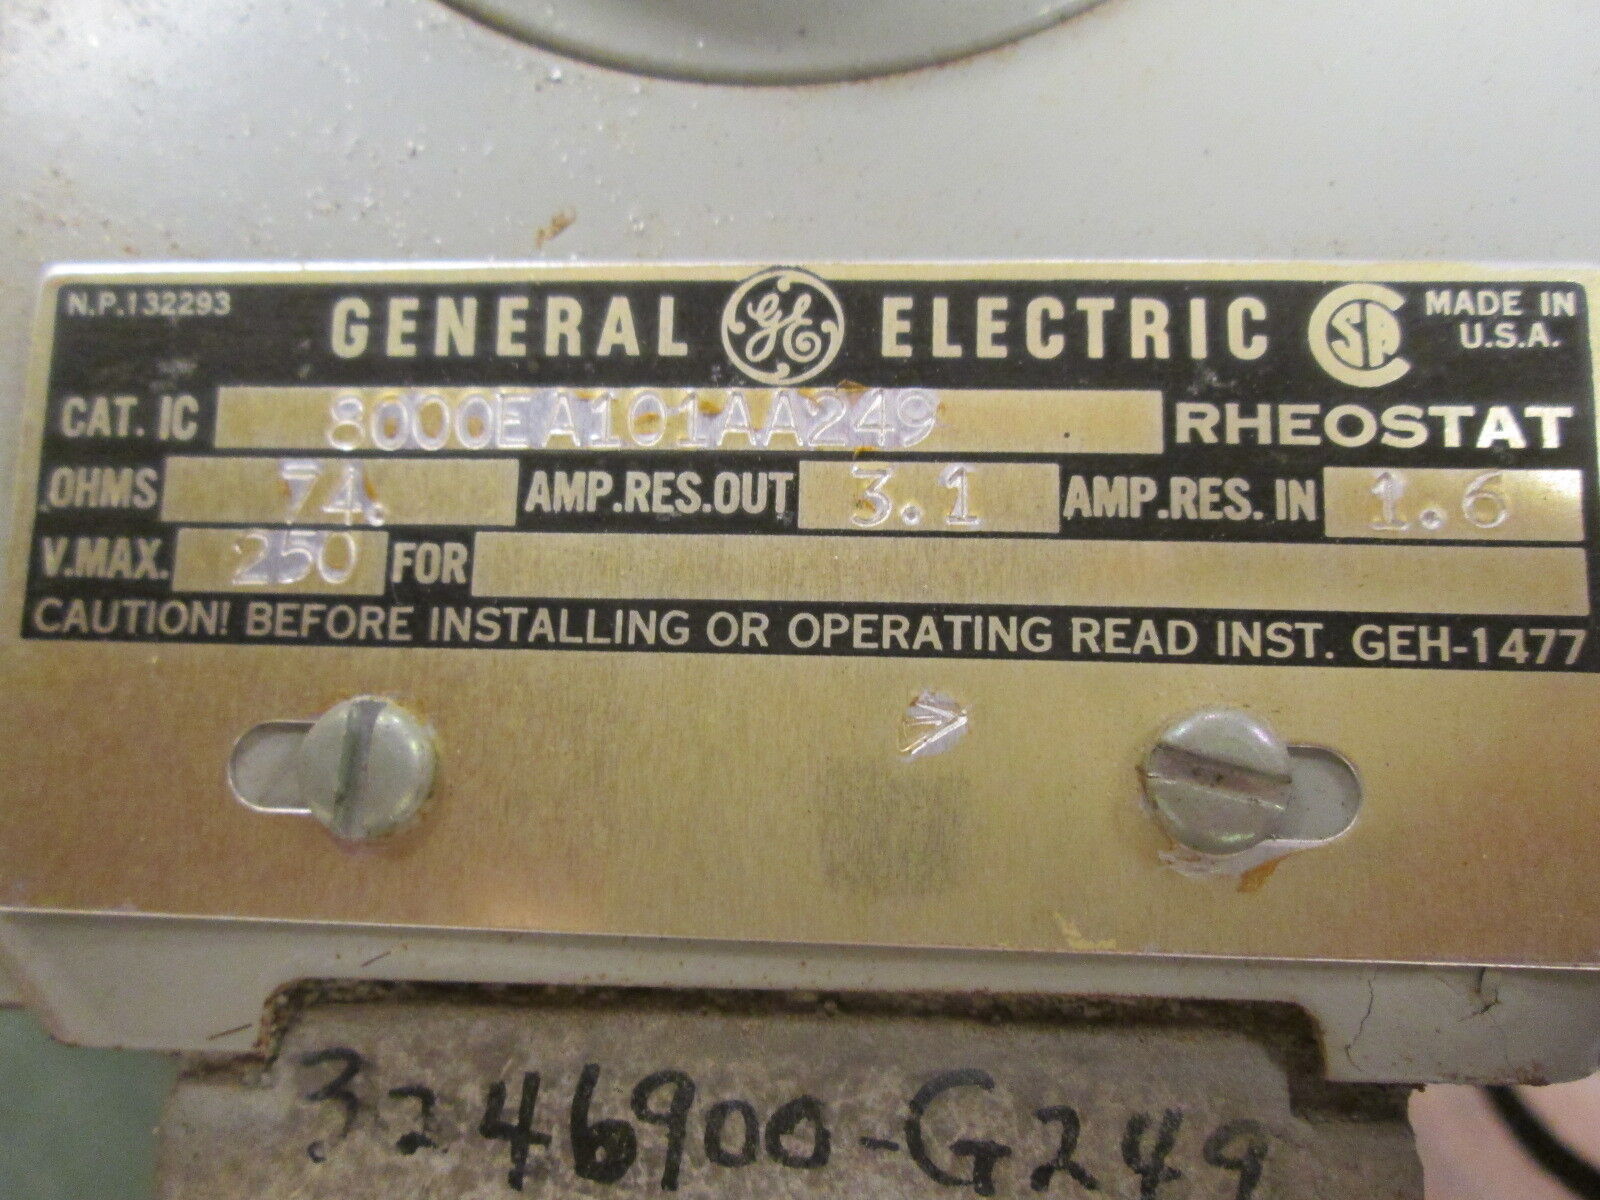 N.P.132293
GENERAL GE ELECTRIC CSA MADE IN U.S.A.
CAT. IC 8000EA101AA249 RHEOSTAT
OHMS 74. AMP.RES.OUT 3.1 AMP.RES. IN 1.6
V.MAX. 250 FOR
CAUTION! BEFORE INSTALLING OR OPERATING READ INST. GEH-1477
3246900-G249